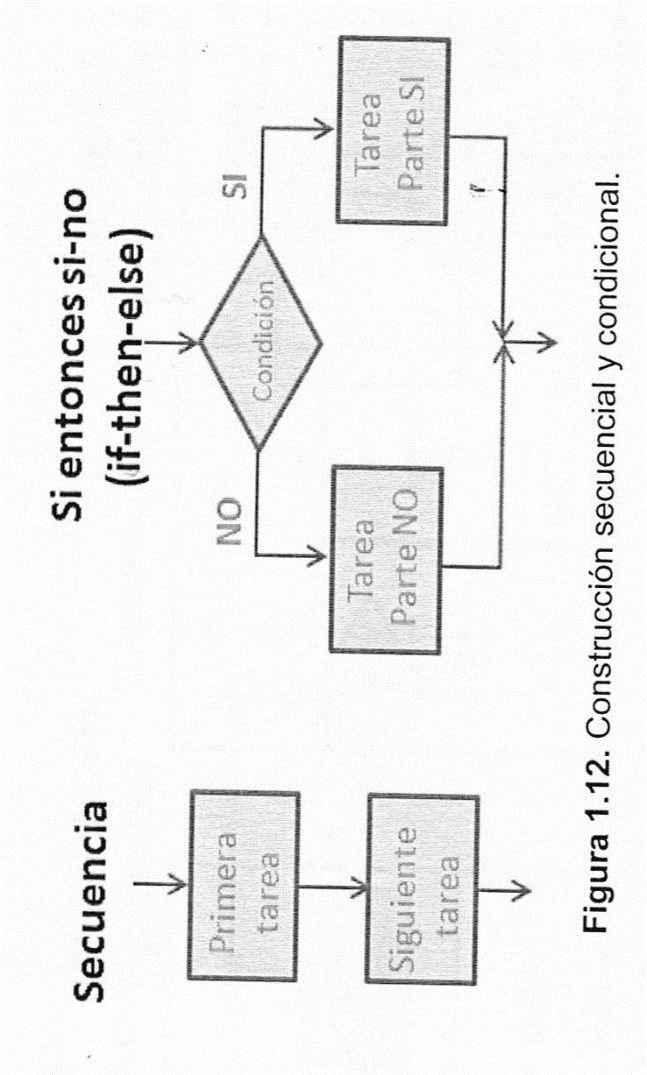 Secuencia
Primera
tarea
Siguiente
tarea
Si entonces si-no
(if-then-else)
Condición
NO
SI
Tarea
Parte NO
Tarea
Parte SI
Figura 1.12. Construcción secuencial y condicional.